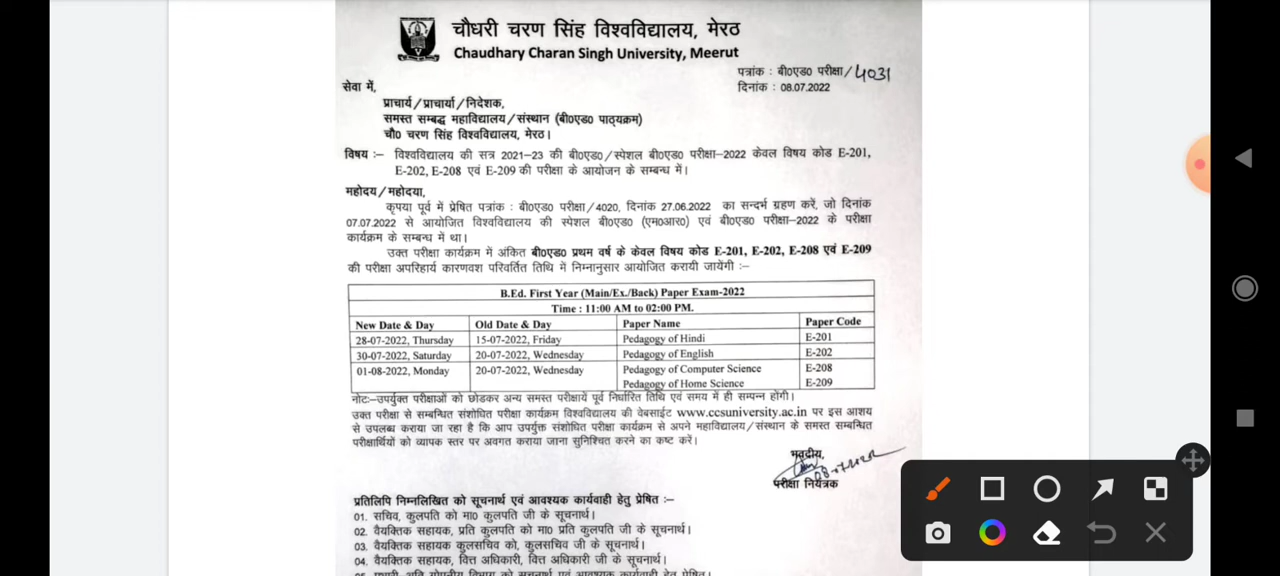 चौधरी चरण सिंह विश्वविद्यालय, मेरठ
Chaudhary Charan Singh University, Meerut
पत्रांक : बी०एड० परीक्षा/4031
दिनांक : 08.07.2022
सेवा में,
प्राचार्य/प्राचार्या/निदेशक,
समस्त सम्बद्ध महाविद्यालय/संस्थान (बी०एड० पाठ्यक्रम)
चौ० चरण सिंह विश्वविद्यालय, मेरठ।
विषय :- विश्वविद्यालय की सत्र 2021-23 की बी०एड०/स्पेशल बी०एड० परीक्षा-2022 केवल विषय कोड E-201,
E-202, E-208 एवं E-209 की परीक्षा के आयोजन के सम्बन्ध में।
महोदय/महोदया,
कृपया पूर्व में प्रेषित पत्रांक : बी०एड० परीक्षा/4020, दिनांक 27.06.2022 का सन्दर्भ ग्रहण करें, जो दिनांक
07.07.2022 से आयोजित विश्वविद्यालय की स्पेशल बी०एड० (एम०आर०) एवं बी०एड० परीक्षा-2022 के परीक्षा
कार्यक्रम के सम्बन्ध में था।
उक्त परीक्षा कार्यक्रम में अंकित बी०एड० प्रथम वर्ष के केवल विषय कोड E-201, E-202, E-208 एवं E-209
की परीक्षा अपरिहार्य कारणवश परिवर्तित तिथि में निम्नानुसार आयोजित करायी जायेंगी :-
B.Ed. First Year (Main/Ex./Back) Paper Exam-2022
Time : 11:00 AM to 02:00 PM.
New Date & Day Old Date & Day Paper Name Paper Code
28-07-2022, Thursday 15-07-2022, Friday Pedagogy of Hindi E-201
30-07-2022, Saturday 20-07-2022, Wednesday Pedagogy of English E-202
01-08-2022, Monday 20-07-2022, Wednesday Pedagogy of Computer Science E-208
Pedagogy of Home Science E-209
नोट:-उपर्युक्त परीक्षाओं को छोडकर अन्य समस्त परीक्षायें पूर्व निर्धारित तिथि एवं समय में ही सम्पन्न होंगी।
उक्त परीक्षा से सम्बन्धित संशोधित परीक्षा कार्यक्रम विश्वविद्यालय की वेबसाईट www.ccsuniversity.ac.in पर इस आशय
से उपलब्ध कराया जा रहा है कि आप उपर्युक्त संशोधित परीक्षा कार्यक्रम से अपने महाविद्यालय/संस्थान के समस्त सम्बन्धित
परीक्षार्थियों को व्यापक स्तर पर अवगत कराया जाना सुनिश्चित करने का कष्ट करें।
भवदीय,
परीक्षा नियंत्रक
प्रतिलिपि निम्नलिखित को सूचनार्थ एवं आवश्यक कार्यवाही हेतु प्रेषित :-
01. सचिव, कुलपति को मा० कुलपति जी के सूचनार्थ।
02. वैयक्तिक सहायक, प्रति कुलपति को मा० प्रति कुलपति जी के सूचनार्थ।
03. वैयक्तिक सहायक कुलसचिव को, कुलसचिव जी के सूचनार्थ।
04. वैयक्तिक सहायक, वित्त अधिकारी, वित्त अधिकारी जी के सूचनार्थ।